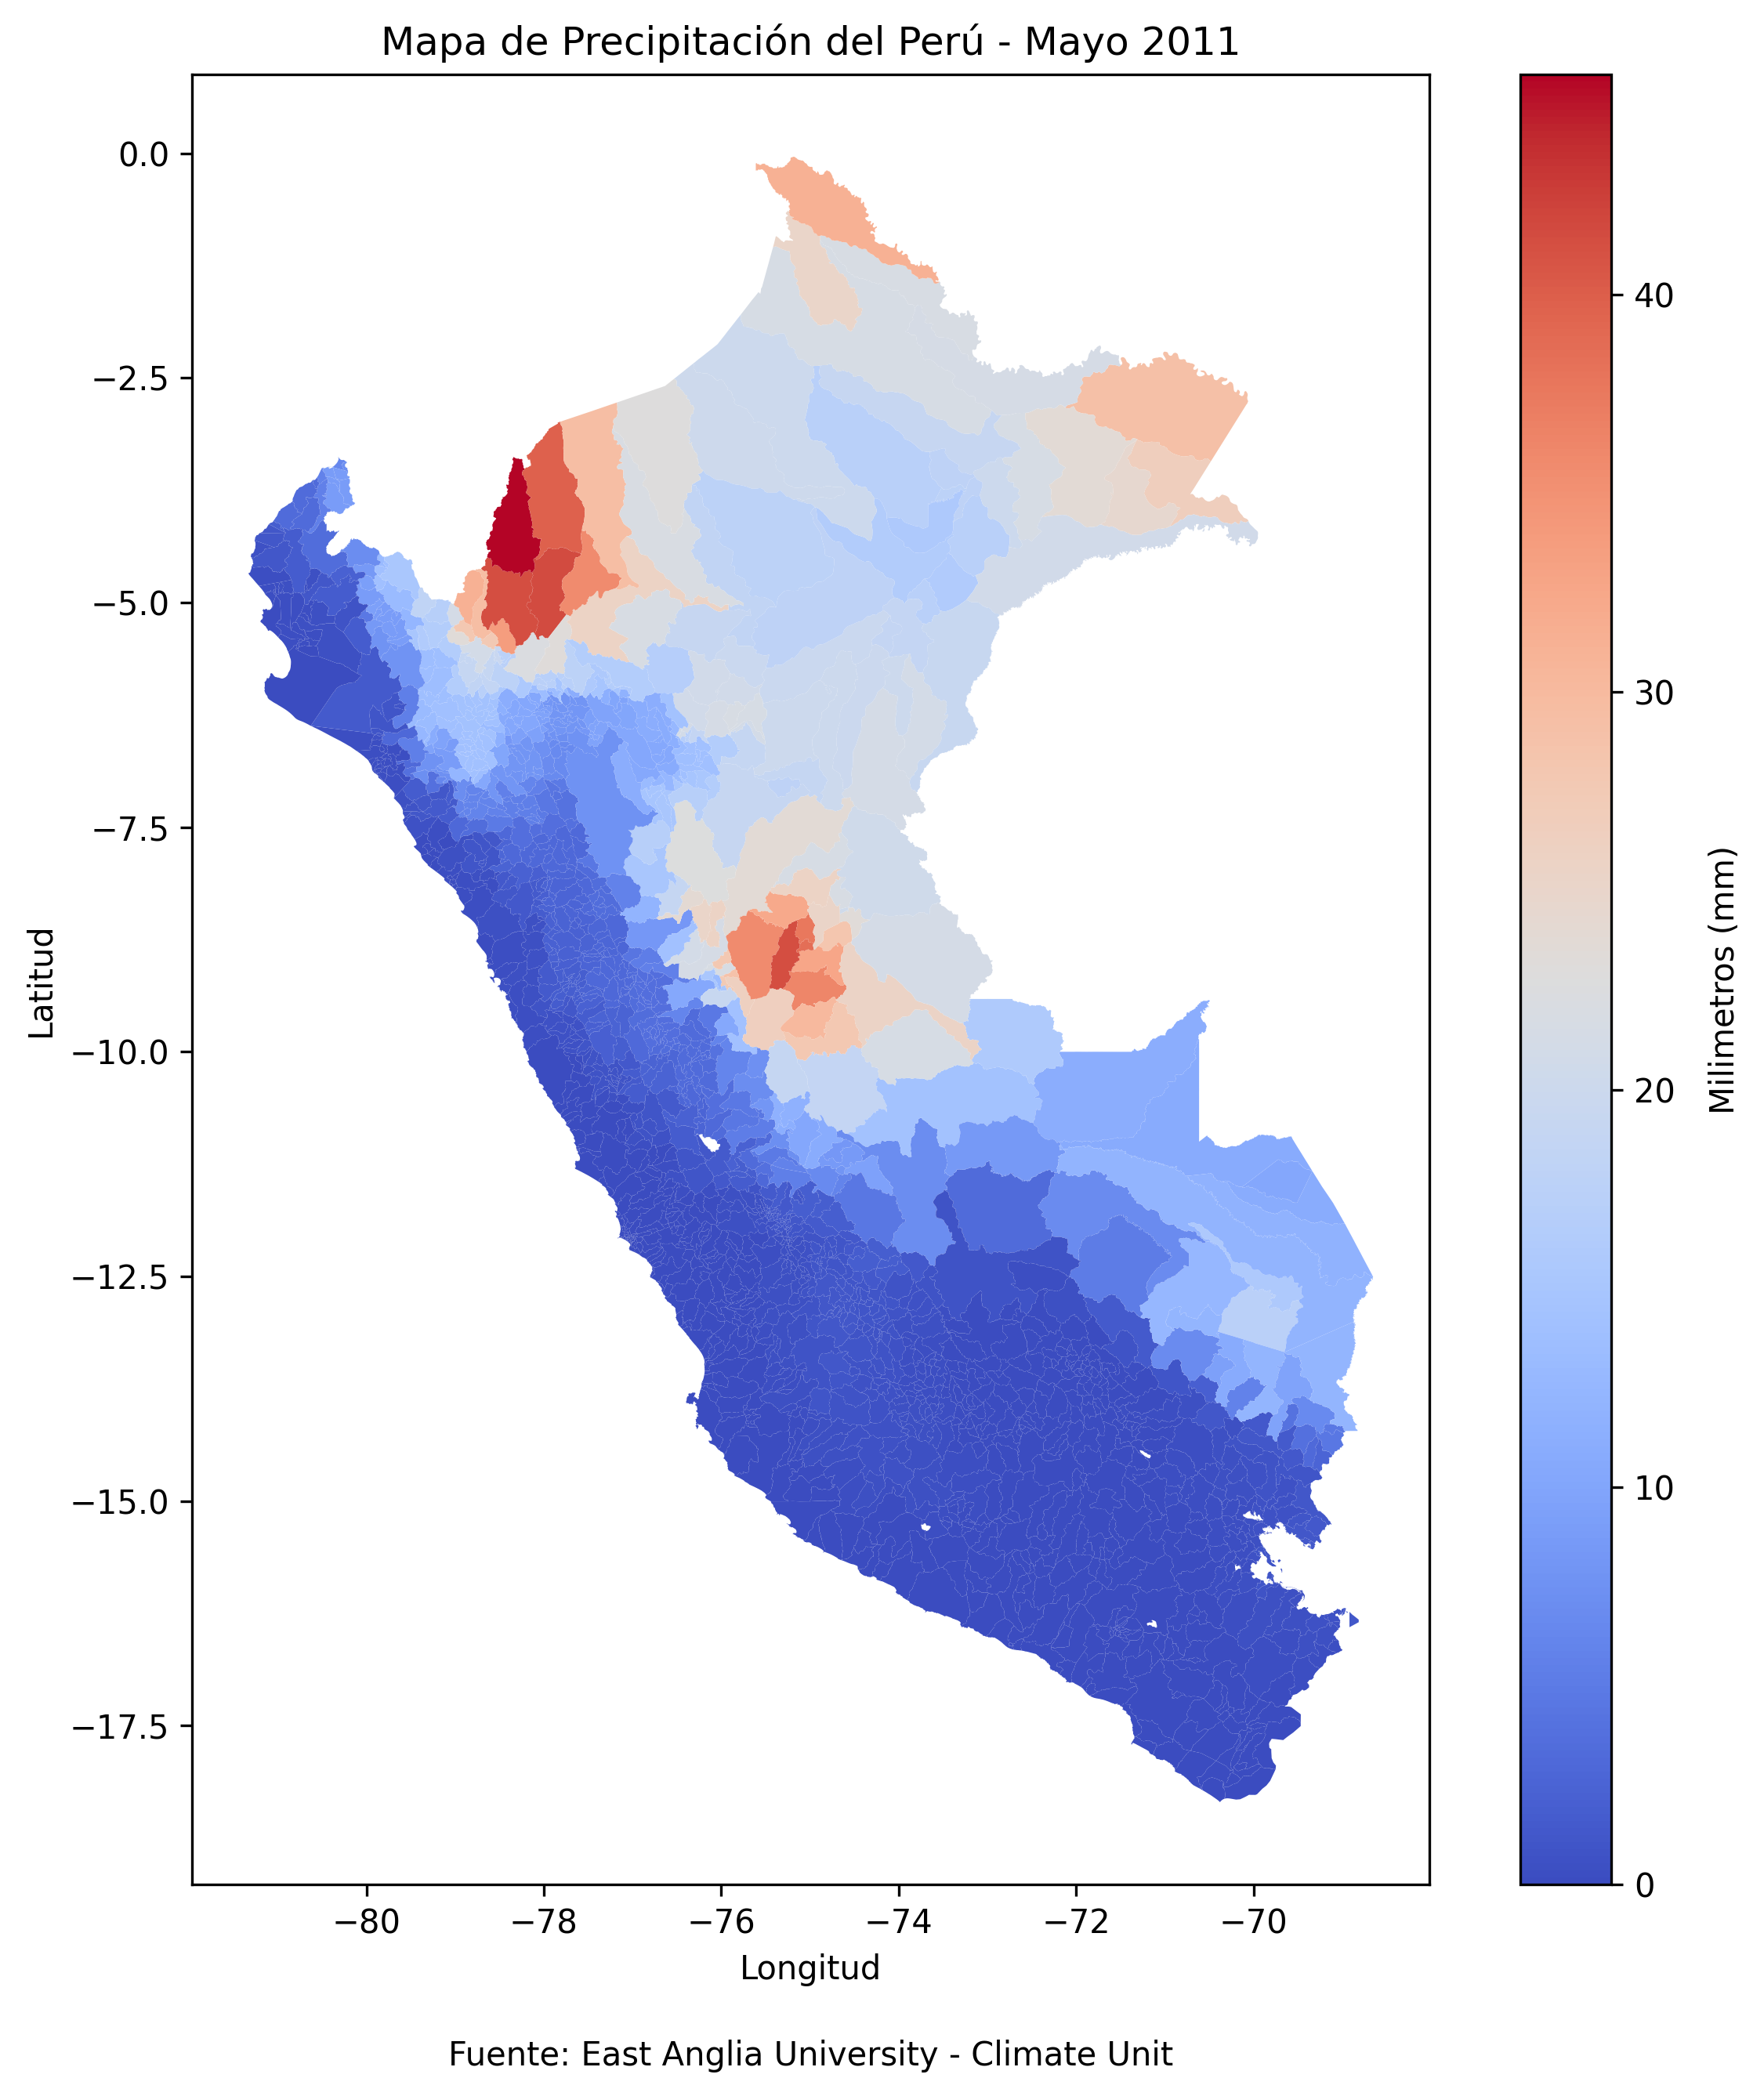 Mapa de Precipitación del Perú - Mayo 2011
0.0
−2.5
−5.0
−7.5
−10.0
−12.5
−15.0
−17.5
Latitud
−80 −78 −76 −74 −72 −70
Longitud
40
30
20
10
0
Milimetros (mm)
Fuente: East Anglia University - Climate Unit